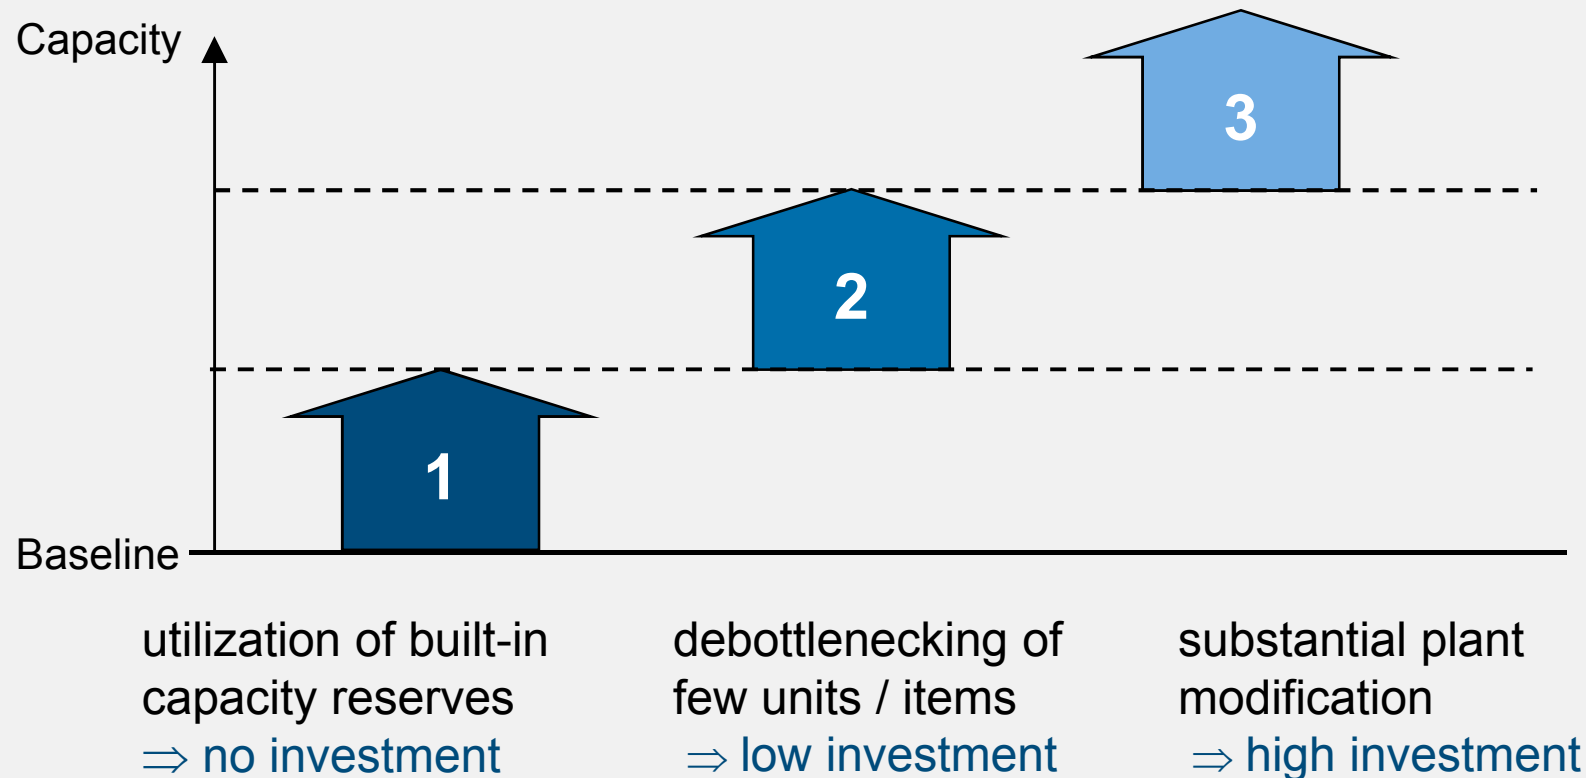 Capacity
3
2
1
Baseline
utilization of built-in
capacity reserves
⇒ no investment
debottlenecking of
few units / items
⇒ low investment
substantial plant
modification
⇒ high investment